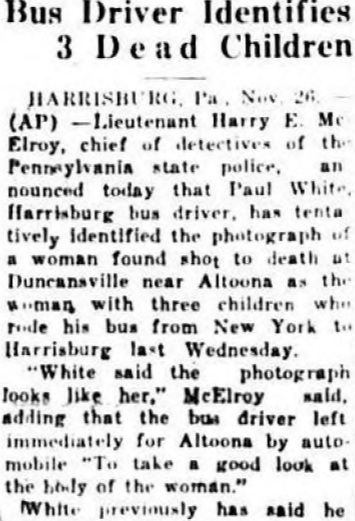 Bus Driver Identifies
3 Dead Children
HARRISBURG, Pa., Nov. 26. —
(AP) —Lieutenant Harry E. Mc-
Elroy, chief of detectives of the
Pennsylvania state police, an-
nounced today that Paul White,
Harrisburg bus driver, has tenta-
tively identified the photograph of
a woman found shot to death at
Duncansville near Altoona as the
woman with three children who
rode his bus from New York to
Harrisburg last Wednesday.
"White said the photograph
looks like her," McElroy said,
adding that the bus driver left
immediately for Altoona by auto-
mobile "To take a good look at
the body of the woman."
White previously has said he